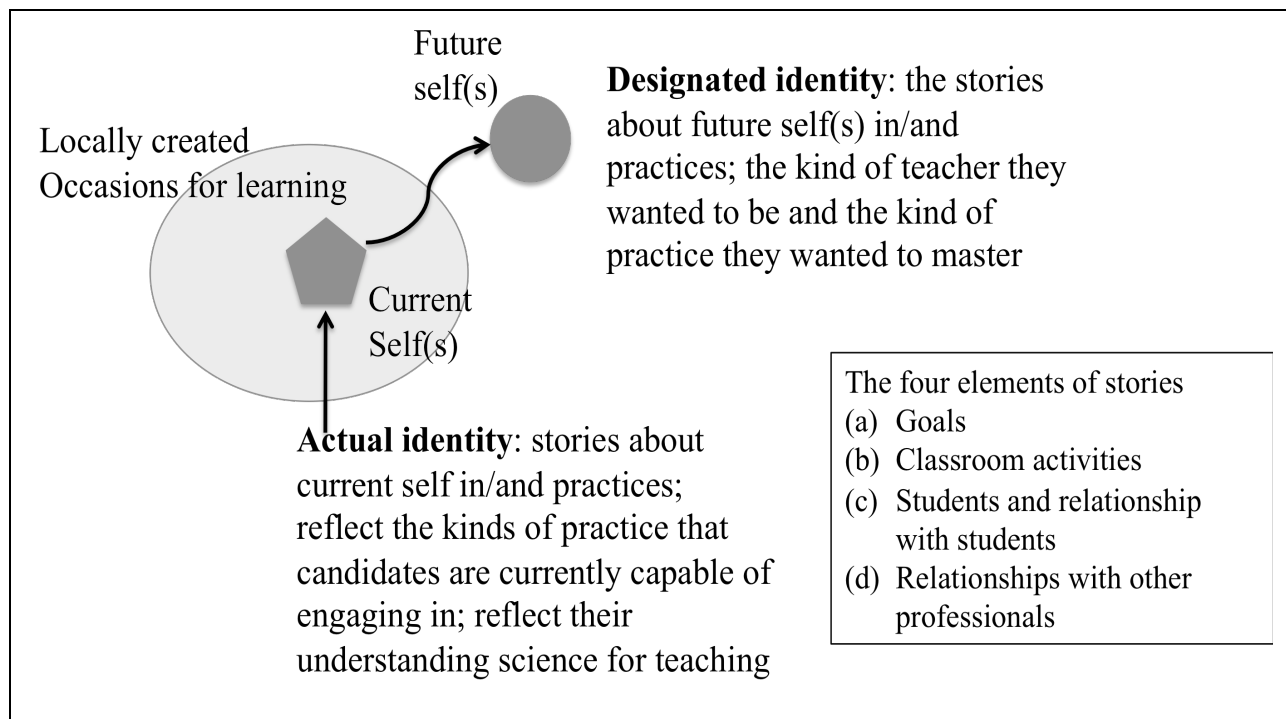 Future
self(s)
Locally created
Occasions for learning
Current
Self(s)
Designated identity: the stories
about future self(s) in/and
practices; the kind of teacher they
wanted to be and the kind of
practice they wanted to master
Actual identity: stories about
current self in/and practices;
reflect the kinds of practice that
candidates are currently capable of
engaging in; reflect their
understanding science for teaching
The four elements of stories
(a) Goals
(b) Classroom activities
(c) Students and relationship
with students
(d) Relationships with other
professionals